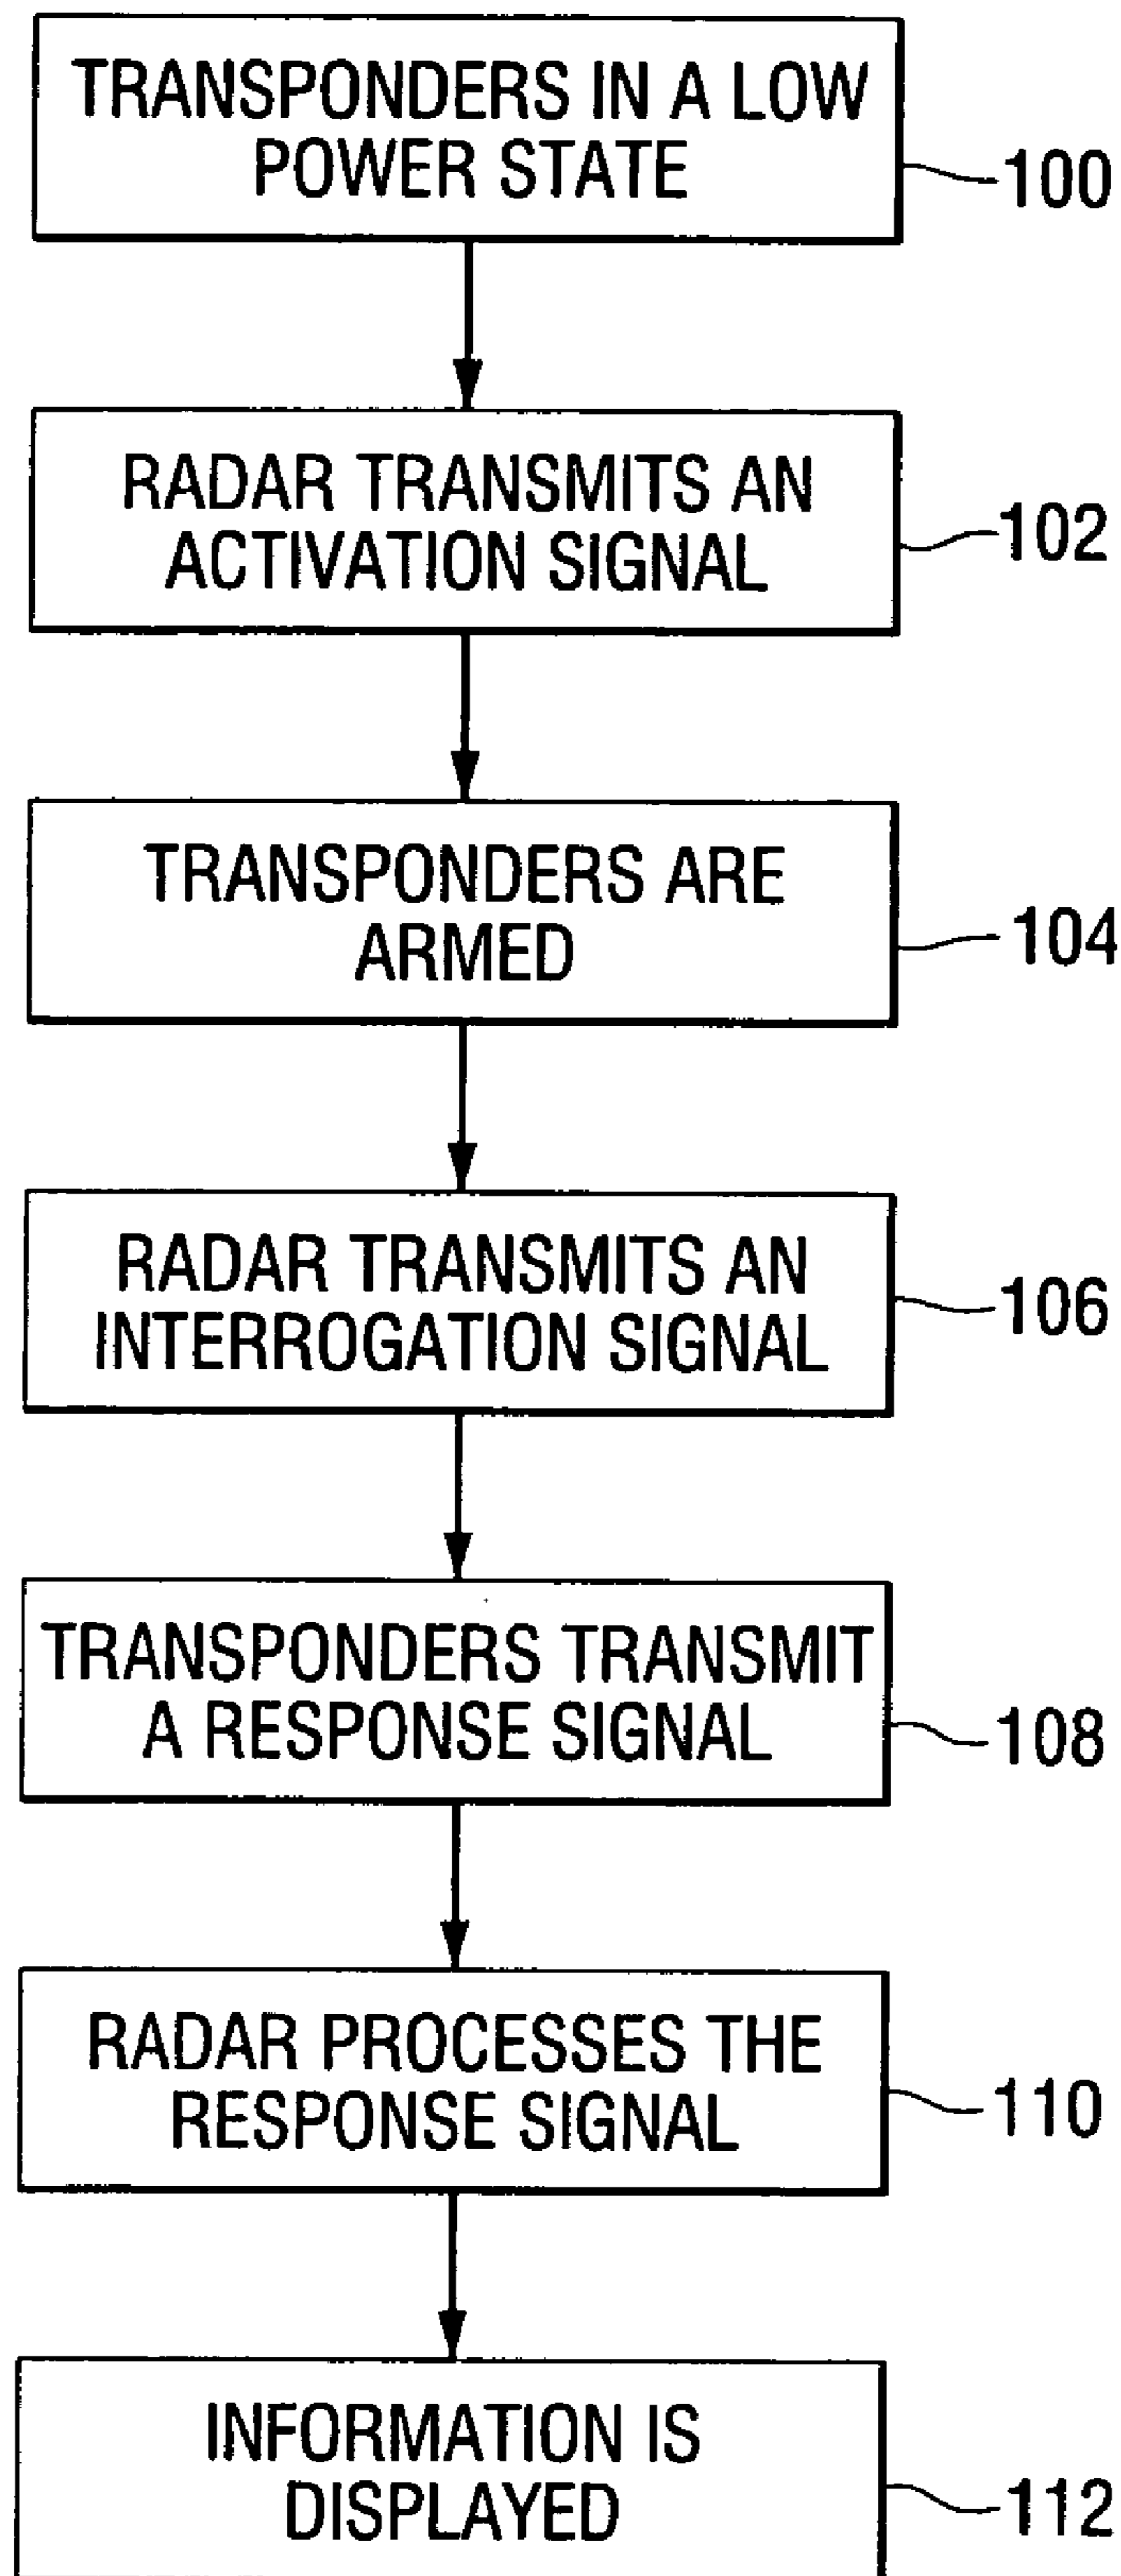 TRANSPONDERS IN A LOW
POWER STATE
100
RADAR TRANSMITS AN
ACTIVATION SIGNAL
102
TRANSPONDERS ARE
ARMED
104
RADAR TRANSMITS AN
INTERROGATION SIGNAL
106
TRANSPONDERS TRANSMIT
A RESPONSE SIGNAL
108
RADAR PROCESSES THE
RESPONSE SIGNAL
110
INFORMATION IS
DISPLAYED
112